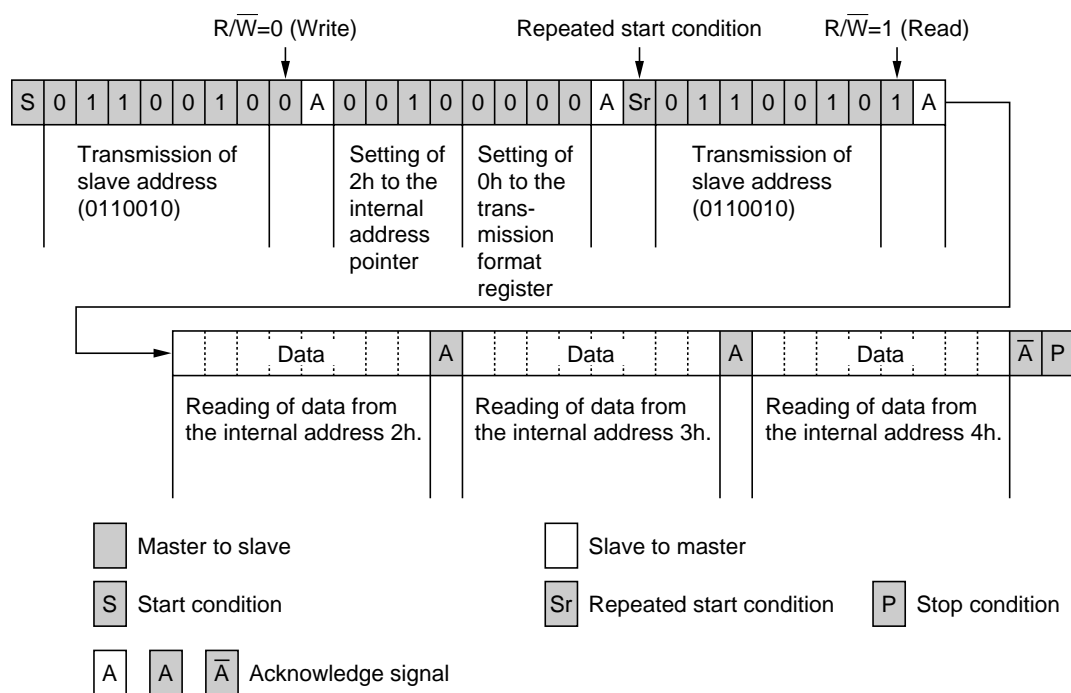 R/W̅=0 (Write) Repeated start condition R/W̅=1 (Read)
S 0 1 1 0 0 1 0 0 A 0 0 1 0 0 0 0 0 A Sr 0 1 1 0 0 1 0 1 A
Transmission of
slave address
(0110010)
Setting of
2h to the
internal
address
pointer
Setting of
0h to the
trans-
mission
format
register
Transmission of
slave address
(0110010)
Data A Data A Data A̅ P
Reading of data from
the internal address 2h.
Reading of data from
the internal address 3h.
Reading of data from
the internal address 4h.
Master to slave
Slave to master
S Start condition
Sr Repeated start condition
P Stop condition
A A A̅ Acknowledge signal